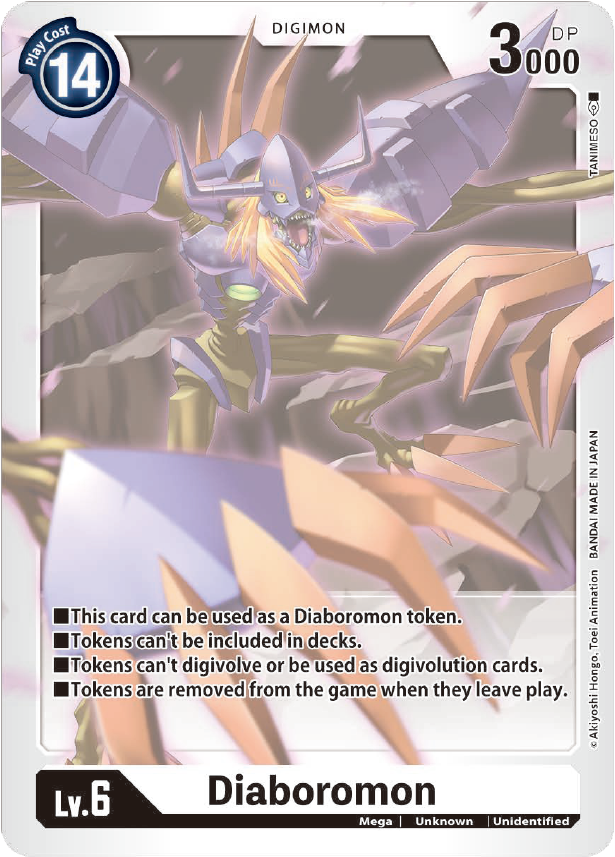 Play Cost
14
DIGIMON
3000
DP
TANIMESO
■This card can be used as a Diaboromon token.
■Tokens can't be included in decks.
■Tokens can't digivolve or be used as digivolution cards.
■Tokens are removed from the game when they leave play.
© Akiyoshi Hongo, Toei Animation BANDAI MADE IN JAPAN
Lv.6
Diaboromon
Mega | Unknown | Unidentified